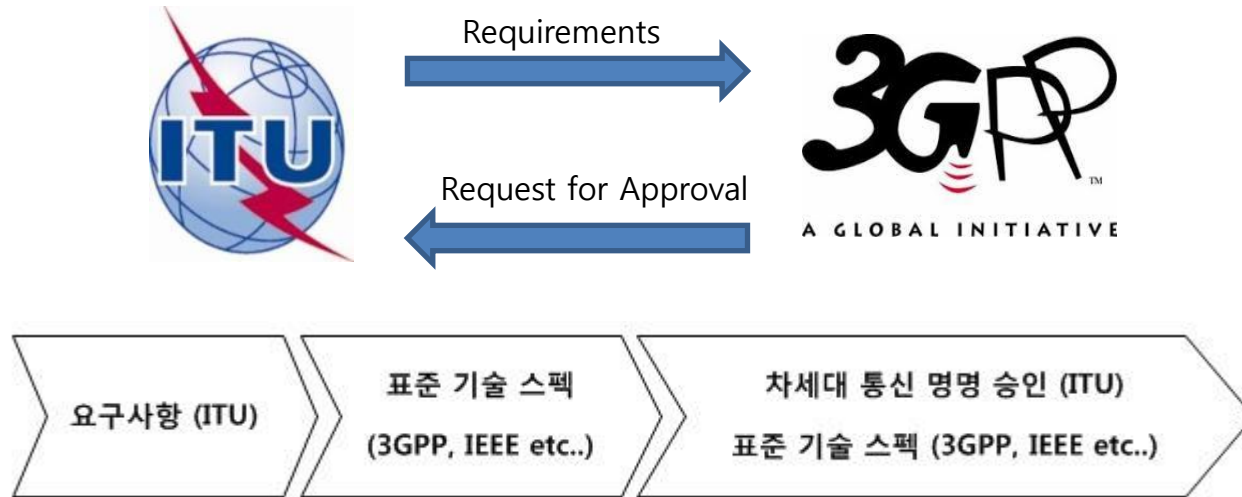 Requirements
ITU
3GPP
TM
Request for Approval
A GLOBAL INITIATIVE
요구사항 (ITU)
표준 기술 스펙
(3GPP, IEEE etc..)
차세대 통신 명명 승인 (ITU)
표준 기술 스펙 (3GPP, IEEE etc..)